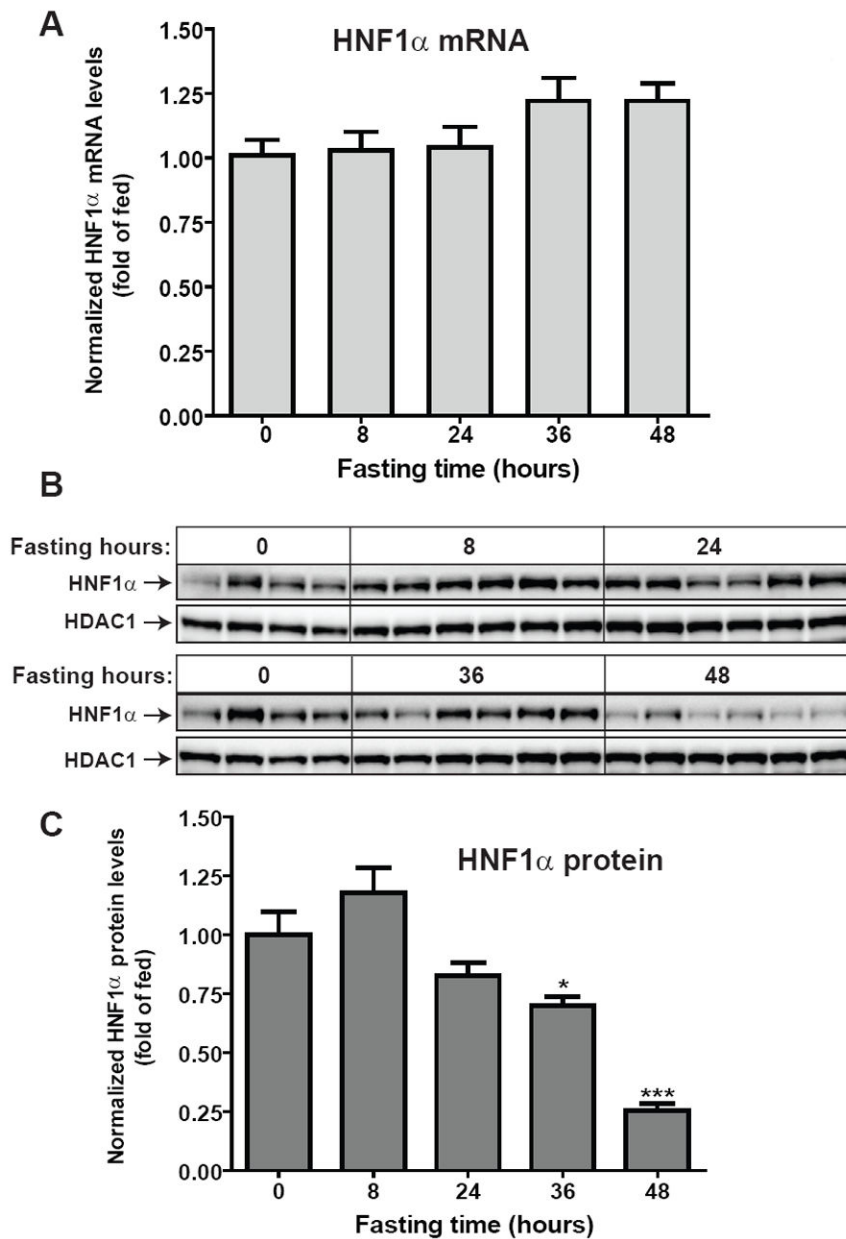 A
HNF1α mRNA
Normalized HNF1α mRNA levels
(fold of fed)
1.50
1.25
1.00
0.75
0.50
0.25
0.00
0 8 24 36 48
Fasting time (hours)
B
Fasting hours: 0 8 24
HNF1α →
HDAC1 →
Fasting hours: 0 36 48
HNF1α →
HDAC1 →
C
HNF1α protein
Normalized HNF1α protein levels
(fold of fed)
1.50
1.25
1.00
0.75
0.50
0.25
0.00
*
***
0 8 24 36 48
Fasting time (hours)